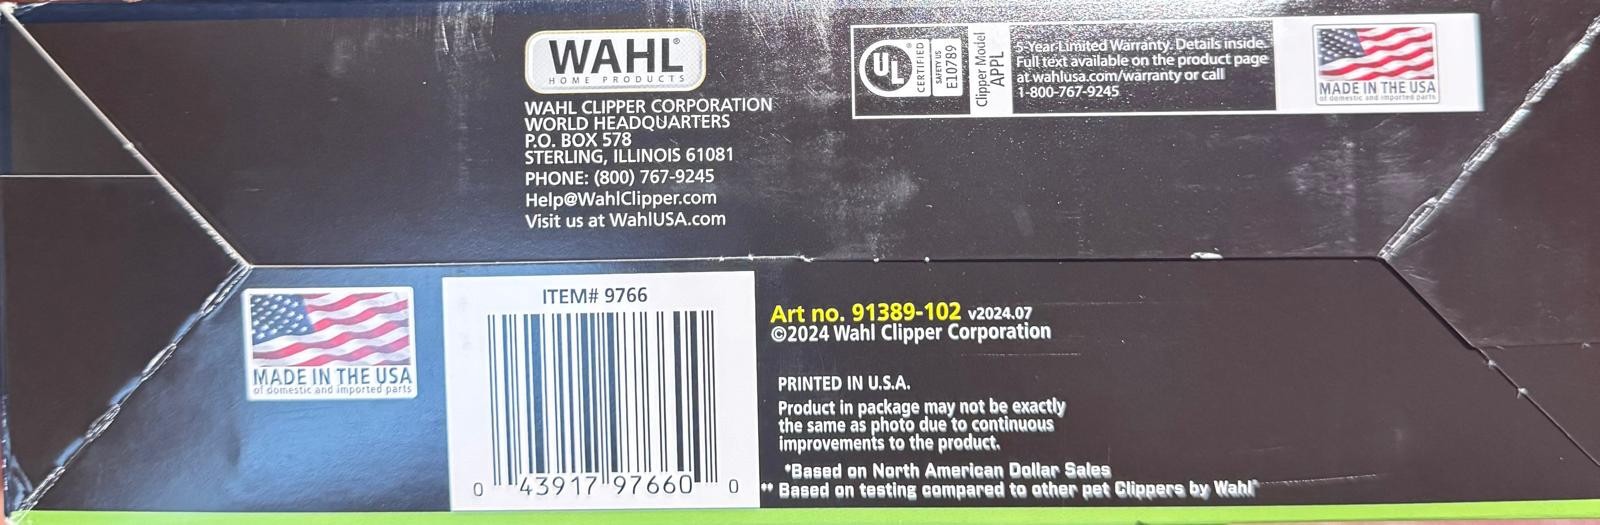 WAHL®
HOME PRODUCTS
WAHL CLIPPER CORPORATION
WORLD HEADQUARTERS
P.O. BOX 578
STERLING, ILLINOIS 61081
PHONE: (800) 767-9245
Help@WahlClipper.com
Visit us at WahlUSA.com
UL®
CERTIFIED
SAFETY US
E10789
Clipper Model
APPL
5-Year Limited Warranty. Details inside.
Full text available on the product page
at wahlusa.com/warranty or call
1-800-767-9245
MADE IN THE USA
of domestic and imported parts
MADE IN THE USA
of domestic and imported parts
ITEM# 9766
0 43917 97660 0
Art no. 91389-102 v2024.07
©2024 Wahl Clipper Corporation
PRINTED IN U.S.A.
Product in package may not be exactly
the same as photo due to continuous
improvements to the product.
*Based on North American Dollar Sales
** Based on testing compared to other pet Clippers by Wahl®